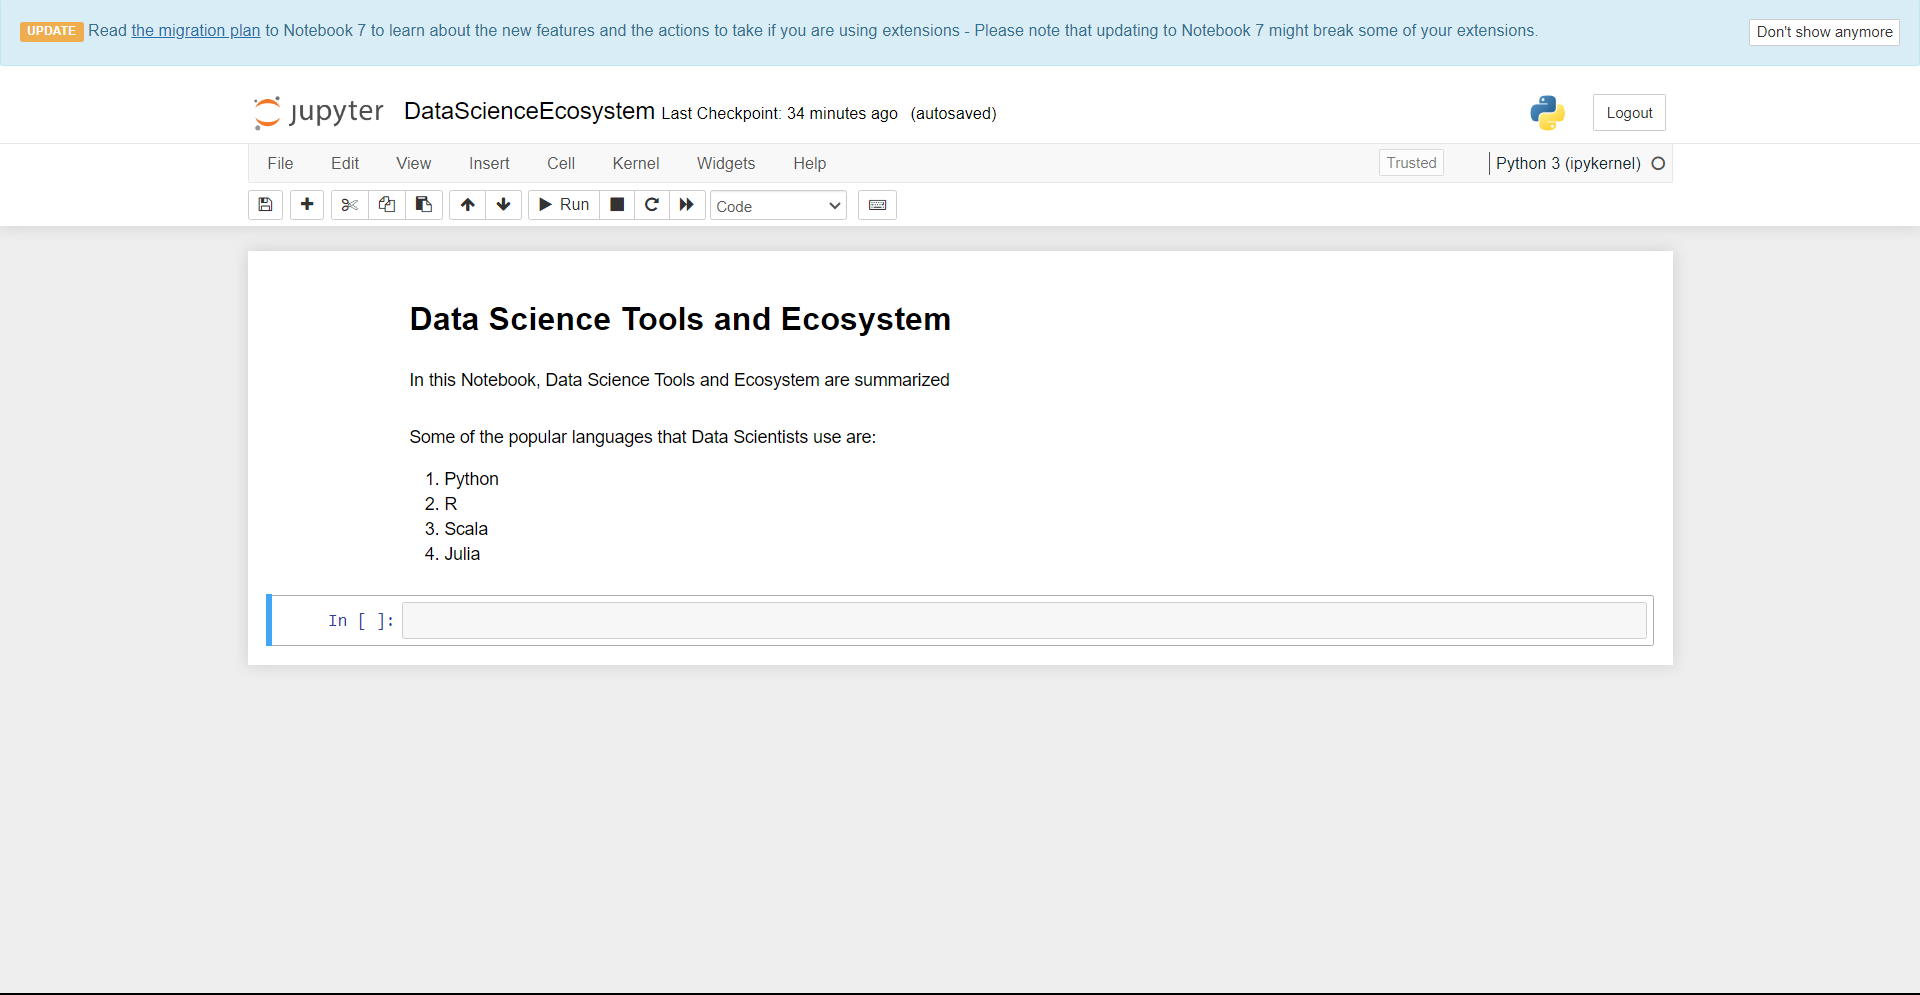 UPDATE Read the migration plan to Notebook 7 to learn about the new features and the actions to take if you are using extensions - Please note that updating to Notebook 7 might break some of your extensions. Don't show anymore
jupyter DataScienceEcosystem Last Checkpoint: 34 minutes ago (autosaved) Logout
File Edit View Insert Cell Kernel Widgets Help Trusted Python 3 (ipykernel)
Run Code
Data Science Tools and Ecosystem
In this Notebook, Data Science Tools and Ecosystem are summarized
Some of the popular languages that Data Scientists use are:
1. Python
2. R
3. Scala
4. Julia
In [ ]: